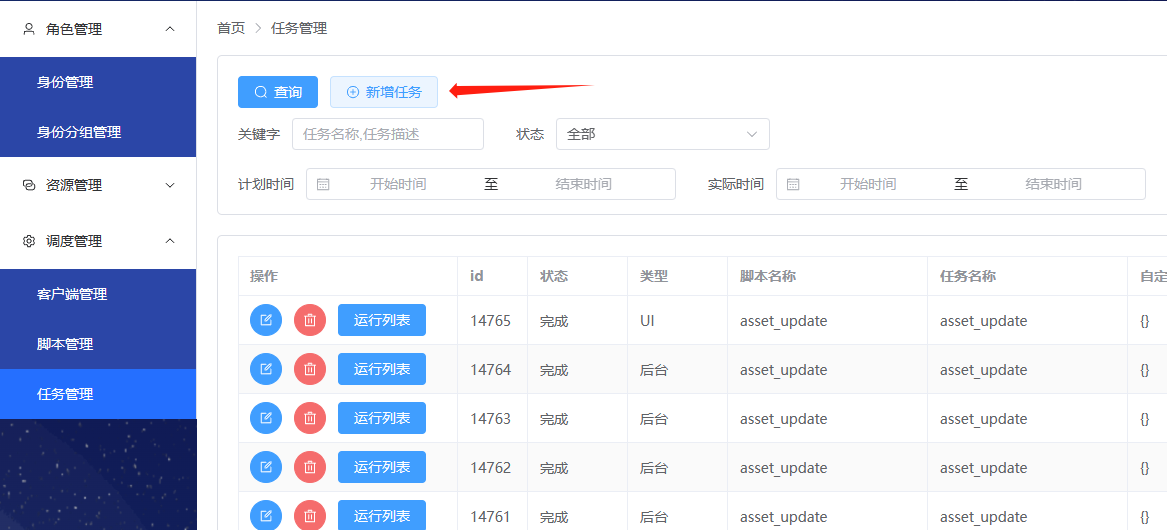 角色管理
身份管理
身份分组管理
资源管理
调度管理
客户端管理
脚本管理
任务管理
首页 > 任务管理
查询 新增任务
关键字 任务名称,任务描述 状态 全部
计划时间 开始时间 至 结束时间 实际时间 开始时间 至 结束时间
操作 id 状态 类型 脚本名称 任务名称 自定
运行列表 14765 完成 UI asset_update asset_update {}
运行列表 14764 完成 后台 asset_update asset_update {}
运行列表 14763 完成 后台 asset_update asset_update {}
运行列表 14762 完成 后台 asset_update asset_update {}
运行列表 14761 完成 后台 asset_update asset_update {}